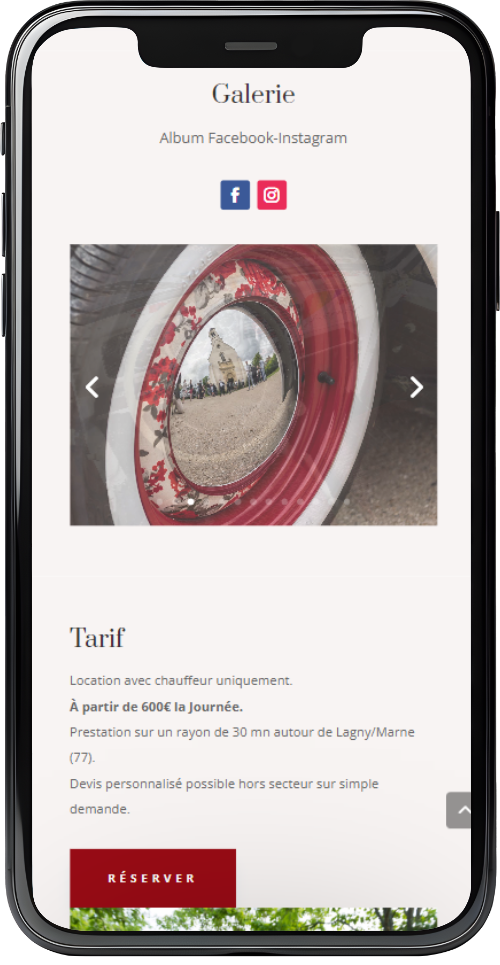 Galerie
Album Facebook-Instagram
Tarif
Location avec chauffeur uniquement.
À partir de 600€ la Journée.
Prestation sur un rayon de 30 mn autour de Lagny/Marne
(77).
Devis personnalisé possible hors secteur sur simple
demande.
RÉSERVER